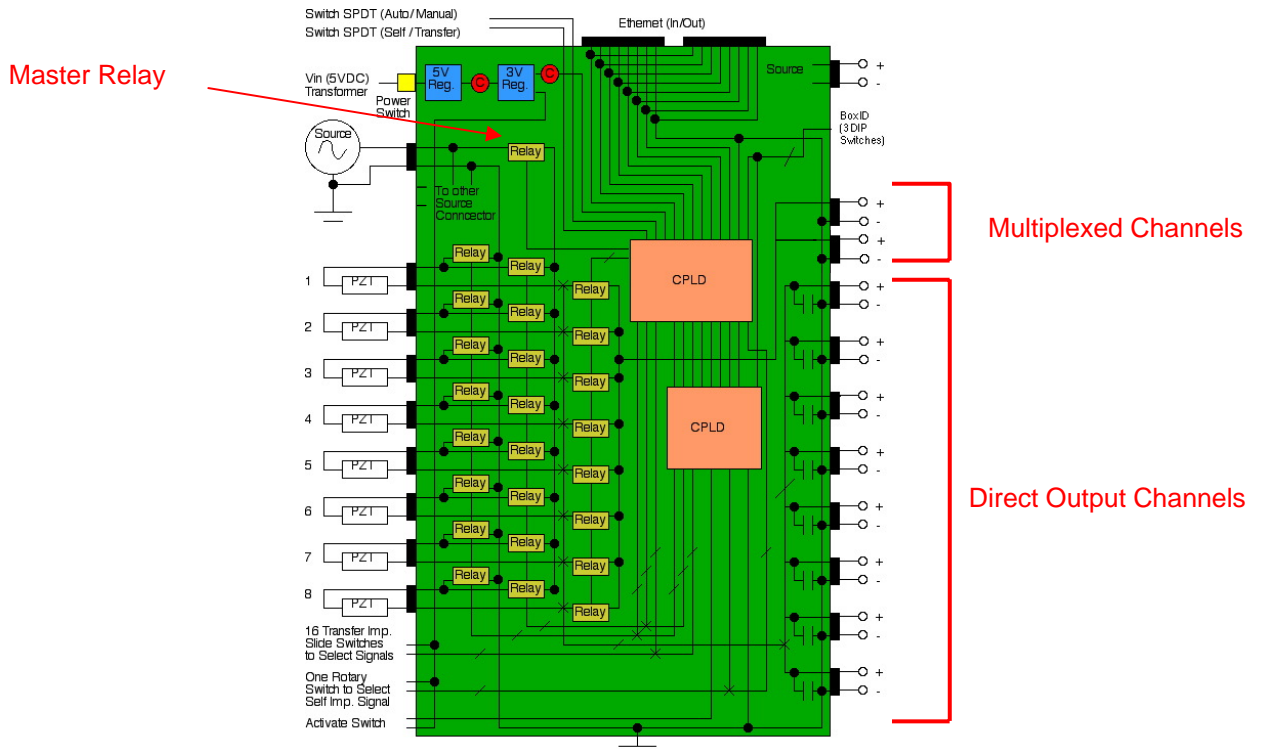 Switch SPDT (Auto/Manual)
Switch SPDT (Self/Transfer)
Ethernet (In/Out)
Master Relay
Vin (5VDC)
Transformer
Power
Switch
5V
Reg.
C
3V
Reg.
C
Source
+
-
BoxID
(3 DIP
Switches)
Source
Relay
To other
Source
Conncector
+
-
+
-
Multiplexed Channels
CPLD
CPLD
1
PZT
Relay
Relay
Relay
2
PZT
Relay
Relay
Relay
3
PZT
Relay
Relay
Relay
4
PZT
Relay
Relay
Relay
5
PZT
Relay
Relay
Relay
6
PZT
Relay
Relay
Relay
7
PZT
Relay
Relay
Relay
8
PZT
Relay
Relay
Relay
+
-
+
-
+
-
+
-
+
-
+
-
+
-
+
-
Direct Output Channels
16 Transfer Imp.
Slide Switches
to Select Signals
One Rotary
Switch to Select
Self Imp. Signal
Activate Switch